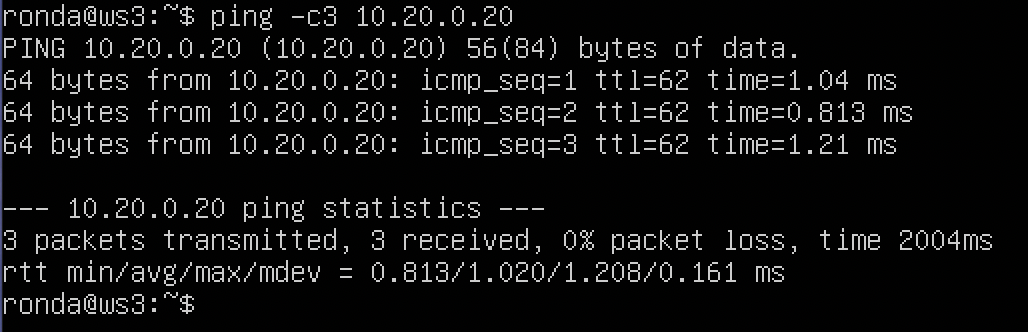 ronda@ws3:~$ ping -c3 10.20.0.20
PING 10.20.0.20 (10.20.0.20) 56(84) bytes of data.
64 bytes from 10.20.0.20: icmp_seq=1 ttl=62 time=1.04 ms
64 bytes from 10.20.0.20: icmp_seq=2 ttl=62 time=0.813 ms
64 bytes from 10.20.0.20: icmp_seq=3 ttl=62 time=1.21 ms
--- 10.20.0.20 ping statistics ---
3 packets transmitted, 3 received, 0% packet loss, time 2004ms
rtt min/avg/max/mdev = 0.813/1.020/1.208/0.161 ms
ronda@ws3:~$